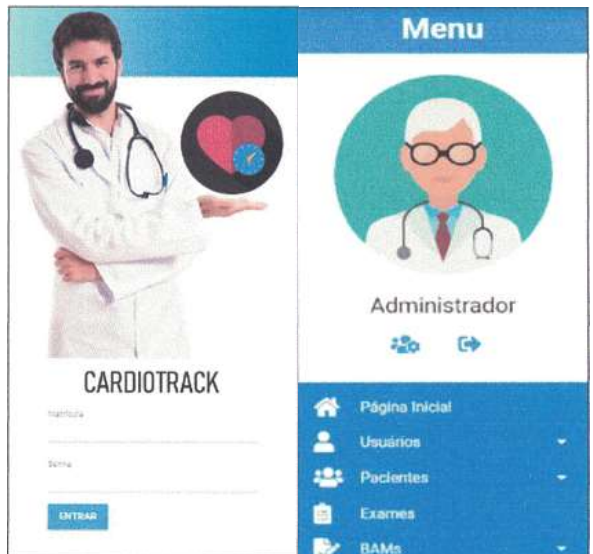 CARDIOTRACK
Matrícula
Senha
ENTRAR
Menu
Administrador
Página Inicial
Usuários
Pacientes
Exames
BAMs